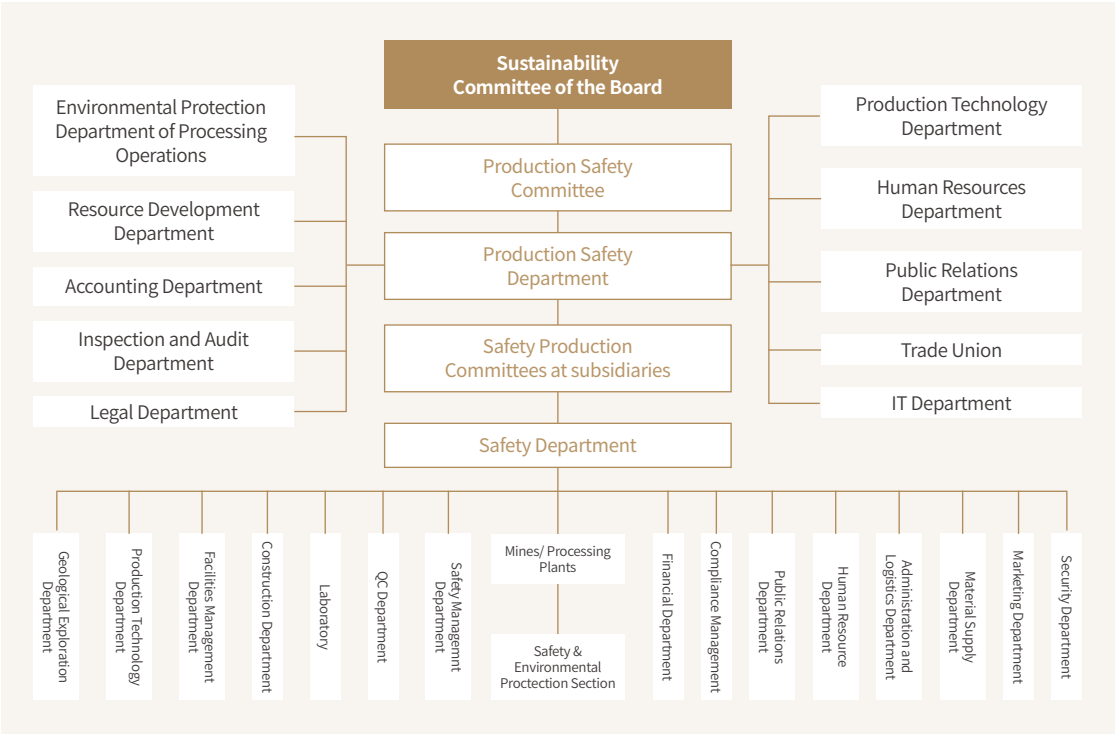 Sustainability
Committee of the Board
Production Safety
Committee
Production Safety
Department
Safety Production
Committees at subsidiaries
Safety Department
Environmental Protection
Department of Processing
Operations
Resource Development
Department
Accounting Department
Inspection and Audit
Department
Legal Department
Production Technology
Department
Human Resources
Department
Public Relations
Department
Trade Union
IT Department
Geological Exploration
Department
Production Technology
Department
Facilities Management
Department
Construction Department
Laboratory
QC Department
Safety Managemnt
Department
Mines/ Processing
Plants
Safety &
Environmental
Proctection Section
Financial Department
Compliance Management
Public Relations
Department
Human Resource
Department
Administration and
Logistics Department
Material Supply
Department
Marketing Department
Security Department